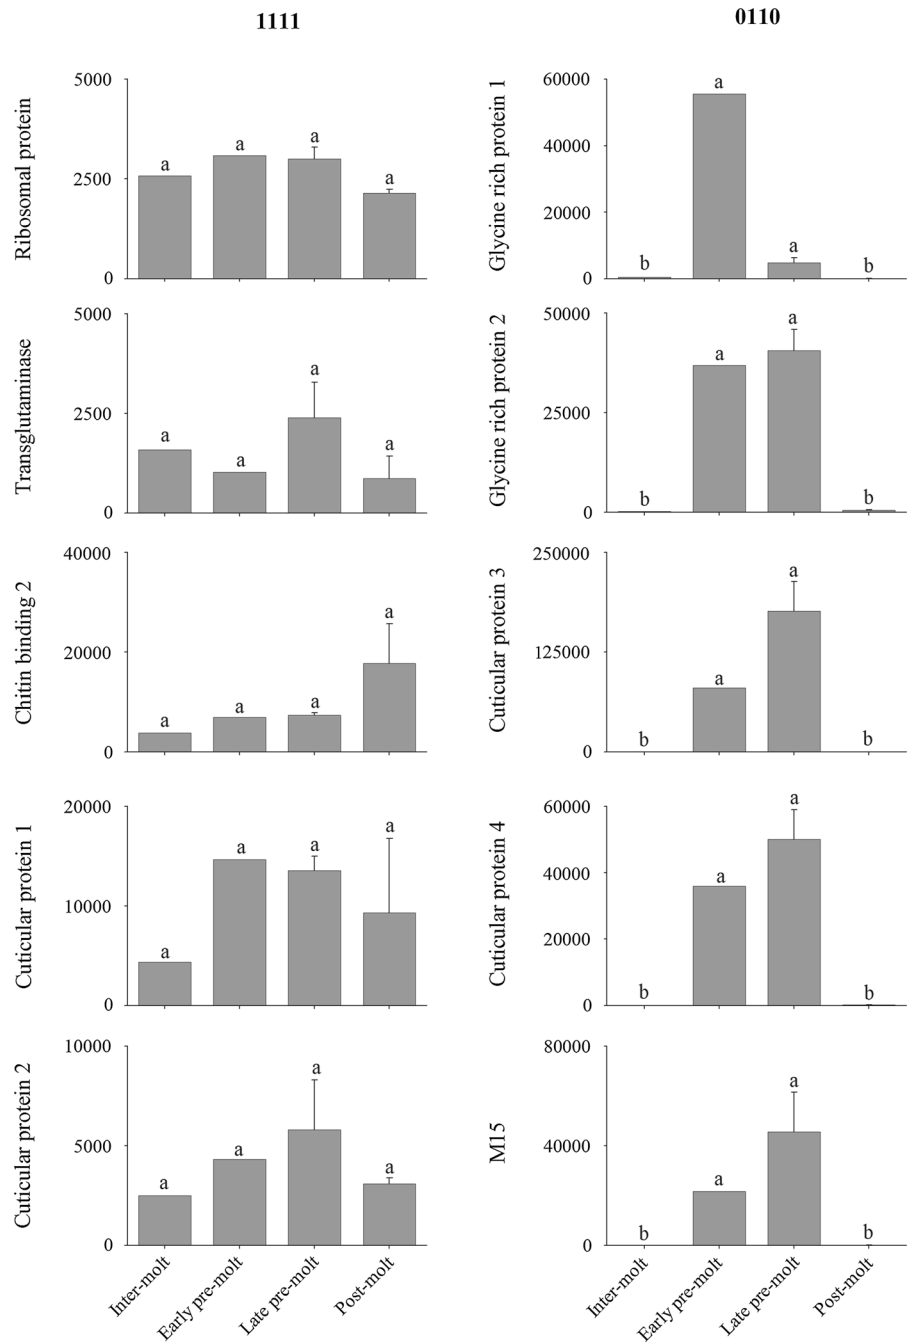 1111
0110
Ribosomal protein
5000
2500
0
a
a
a
a
Glycine rich protein 1
60000
40000
20000
0
b
a
a
b
Transglutaminase
5000
2500
0
a
a
a
a
Glycine rich protein 2
50000
25000
0
b
a
a
b
Chitin binding 2
40000
20000
0
a
a
a
a
Cuticular protein 3
250000
125000
0
b
a
a
b
Cuticular protein 1
20000
10000
0
a
a
a
a
Cuticular protein 4
60000
40000
20000
0
b
a
a
b
Cuticular protein 2
10000
5000
0
a
a
a
a
M15
80000
40000
0
b
a
a
b
Inter-molt
Early pre-molt
Late pre-molt
Post-molt
Inter-molt
Early pre-molt
Late pre-molt
Post-molt